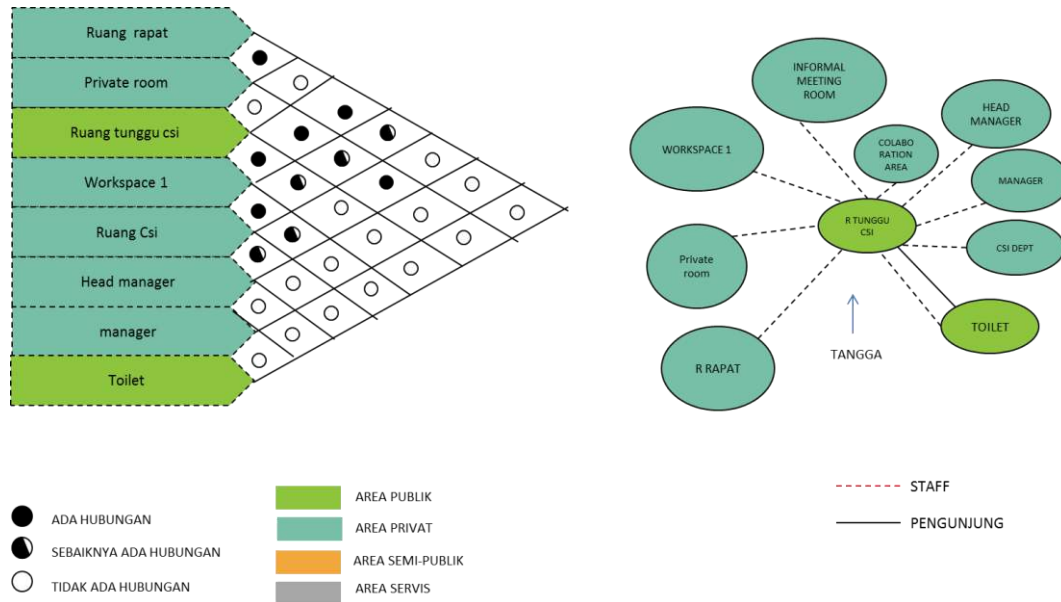 Ruang rapat
Private room
Ruang tunggu csi
Workspace 1
Ruang Csi
Head manager
manager
Toilet
INFORMAL
MEETING
ROOM
HEAD
MANAGER
WORKSPACE 1
COLABO
RATION
AREA
MANAGER
R TUNGGU
CSI
CSI DEPT
Private
room
TOILET
TANGGA
R RAPAT
ADA HUBUNGAN
SEBAIKNYA ADA HUBUNGAN
TIDAK ADA HUBUNGAN
AREA PUBLIK
AREA PRIVAT
AREA SEMI-PUBLIK
AREA SERVIS
STAFF
PENGUNJUNG